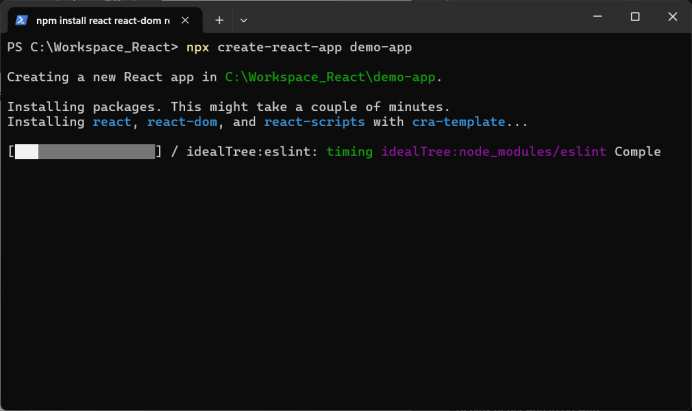 npm install react react-dom re
PS C:\Workspace_React> npx create-react-app demo-app
Creating a new React app in C:\Workspace_React\demo-app.
Installing packages. This might take a couple of minutes.
Installing react, react-dom, and react-scripts with cra-template...
[ ] / idealTree:eslint: timing idealTree:node_modules/eslint Comple